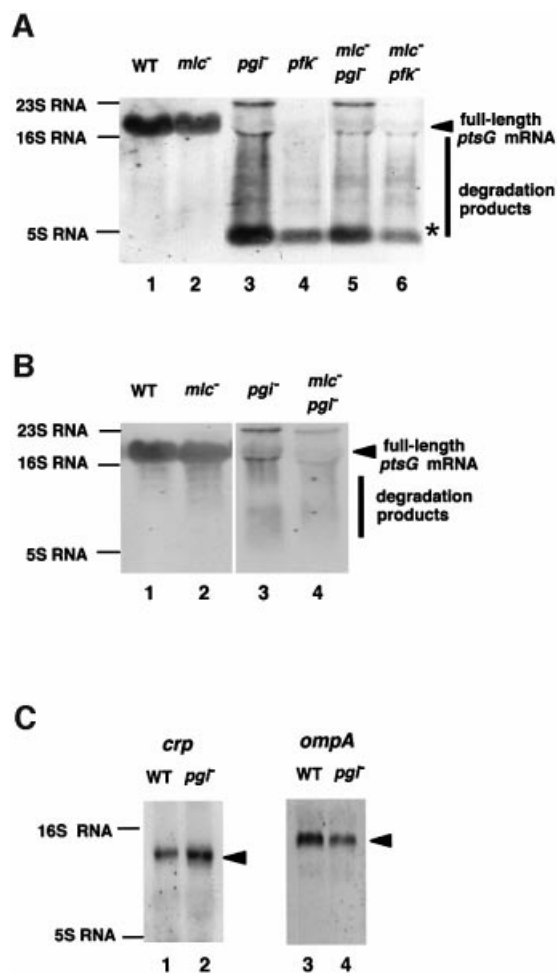 A
WT mlc⁻ pgi⁻ pfk⁻ mlc⁻ pgi⁻ mlc⁻ pfk⁻
23S RNA
16S RNA
full-length
ptsG mRNA
degradation
products
5S RNA
*
1 2 3 4 5 6
B
WT mlc⁻ pgi⁻ mlc⁻ pgi⁻
23S RNA
16S RNA
full-length
ptsG mRNA
degradation
products
5S RNA
1 2 3 4
C
crp ompA
WT pgi⁻ WT pgi⁻
16S RNA
5S RNA
1 2 3 4